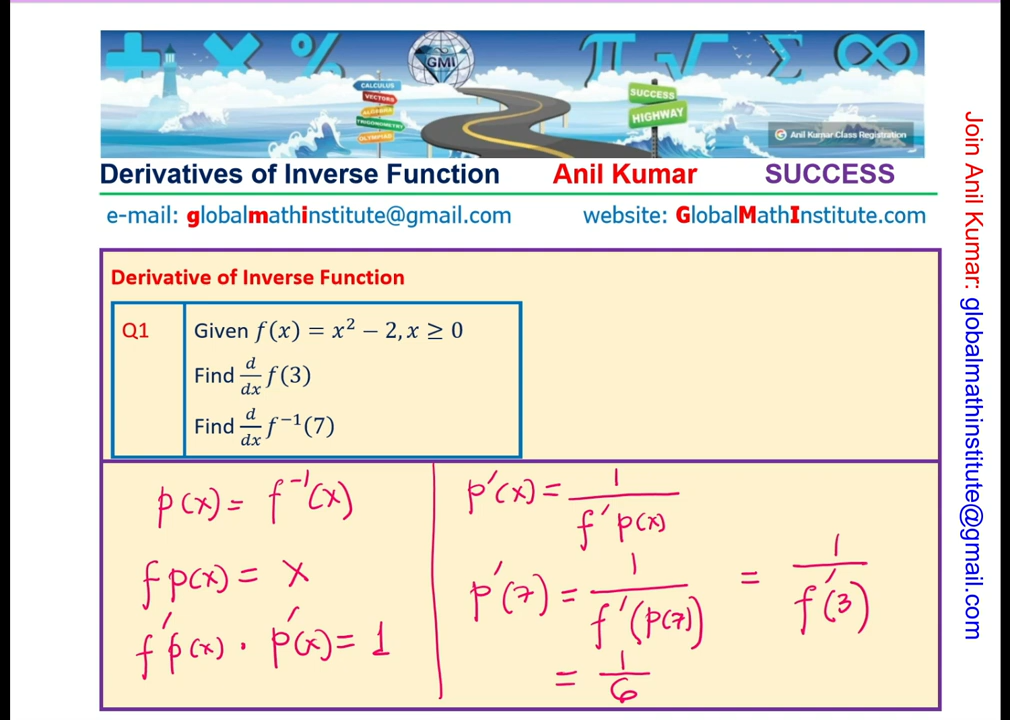 GMI
CALCULUS
VECTORS
ALGEBRA
TRIGONOMETRY
OLYMPIAD
SUCCESS
HIGHWAY
Anil Kumar Class Registration
Derivatives of Inverse Function Anil Kumar SUCCESS
e-mail: globalmathinstitute@gmail.com website: GlobalMathInstitute.com
Derivative of Inverse Function
Q1 Given f(x) = x² − 2, x ≥ 0
Find d/dx f(3)
Find d/dx f⁻¹(7)
p(x) = f⁻¹(x)
f p(x) = x
f′p(x) · p′(x) = 1
p′(x) = 1/f′p(x)
p′(7) = 1/f′(p(7)) = 1/f′(3)
= 1/6
Join Anil Kumar: globalmathinstitute@gmail.com